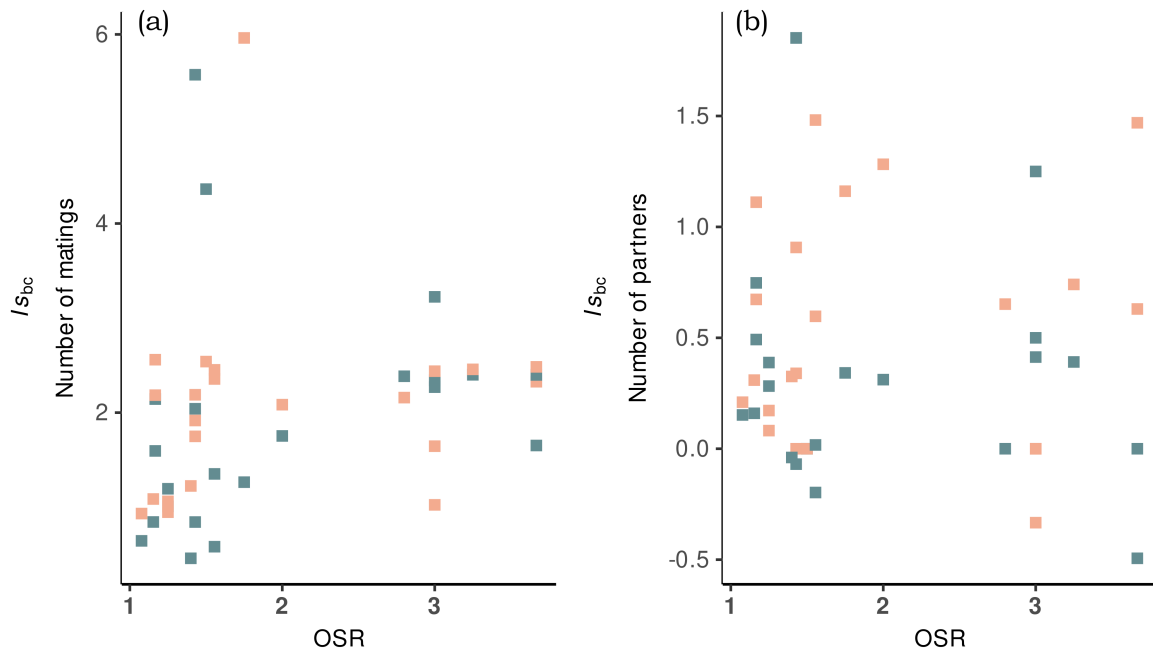 (a)
6
4
2
Is_bc
Number of matings
1 2 3
OSR
(b)
1.5
1.0
0.5
0.0
-0.5
Is_bc
Number of partners
1 2 3
OSR